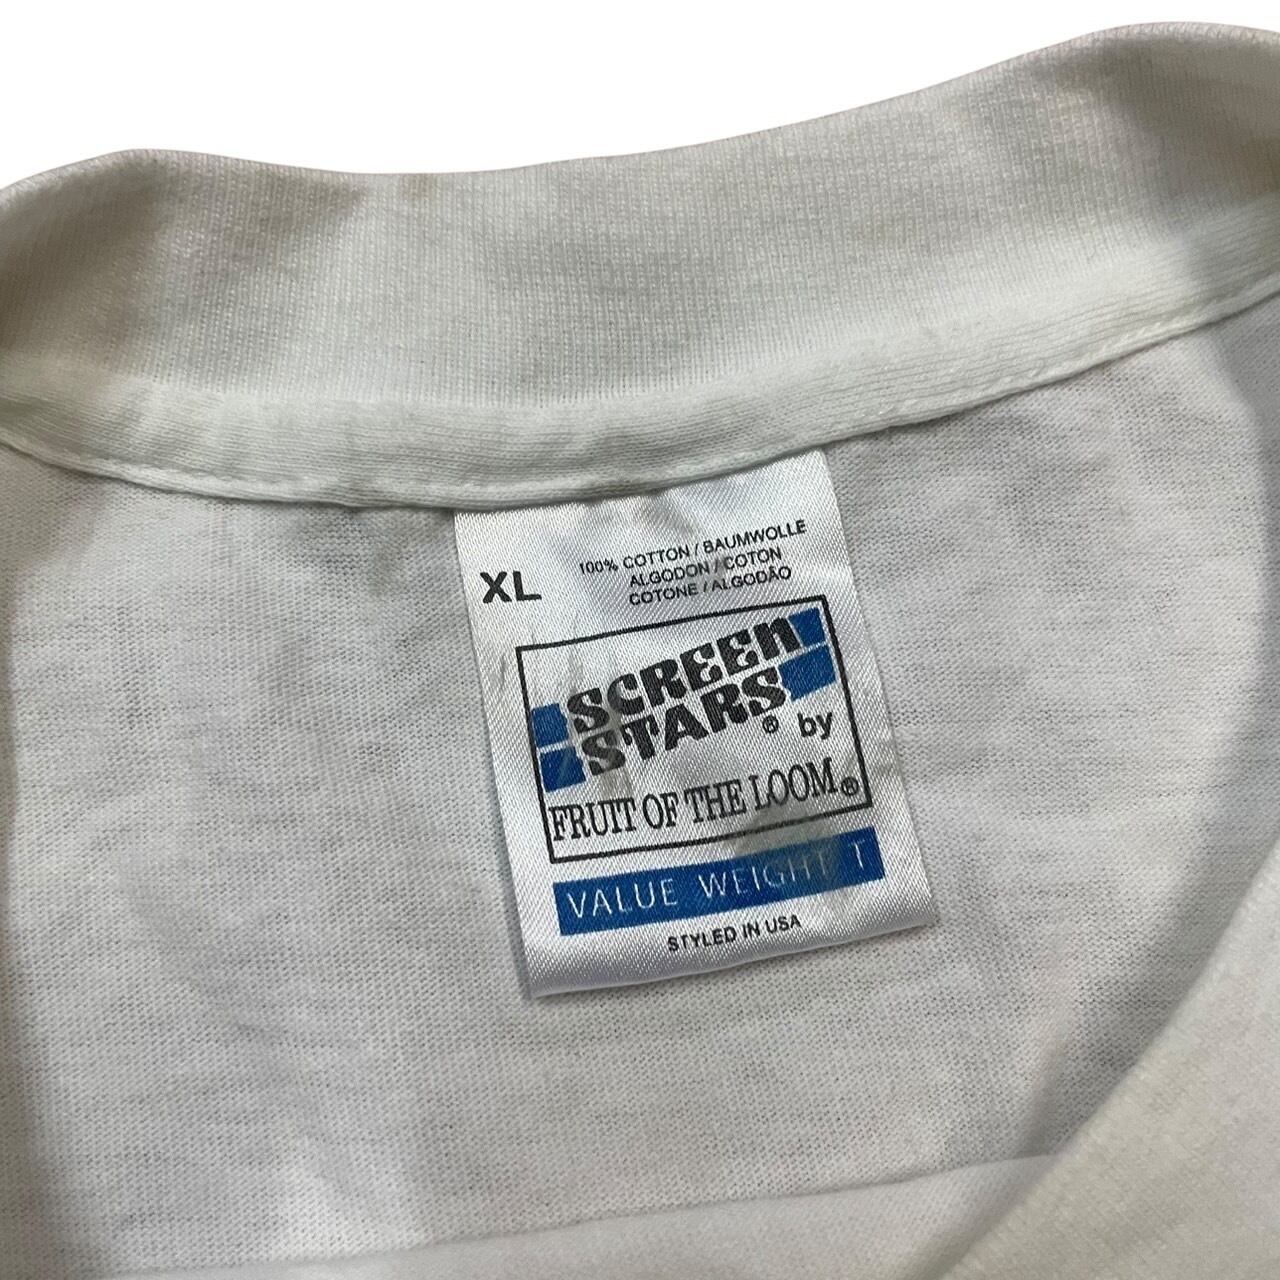 XL
100% COTTON / BAUMWOLLE
ALGODON / COTON
COTONE / ALGODÃO
SCREEN
STARS® by
FRUIT OF THE LOOM®
VALUE WEIGHT T
STYLED IN USA